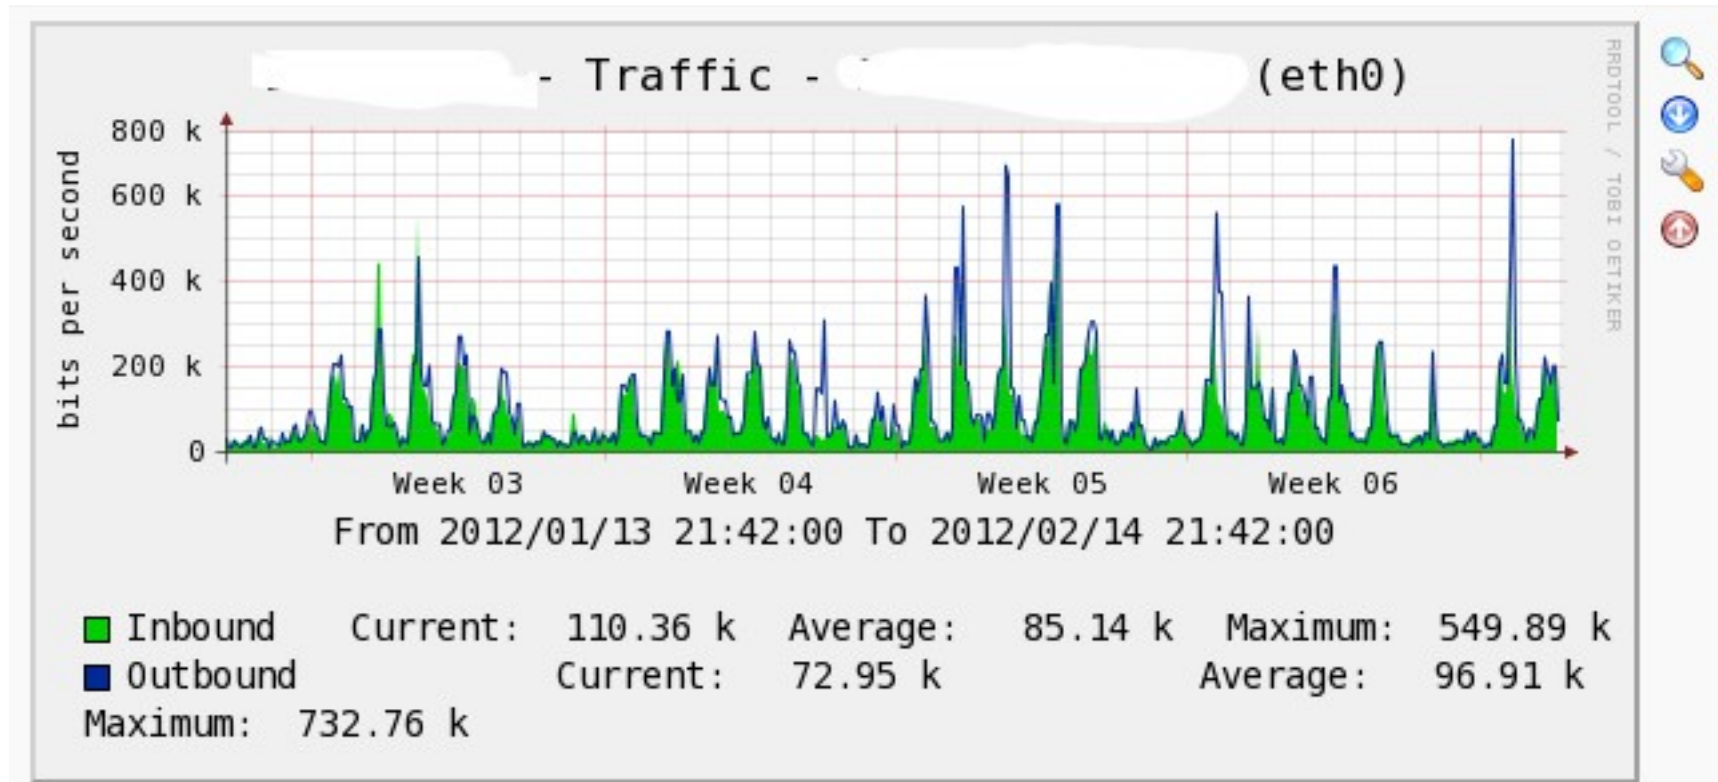 - Traffic - (eth0)
RRDTOOL / TOBI OETIKER
bits per second
800 k
600 k
400 k
200 k
0
Week 03 Week 04 Week 05 Week 06
From 2012/01/13 21:42:00 To 2012/02/14 21:42:00
Inbound Current: 110.36 k Average: 85.14 k Maximum: 549.89 k
Outbound Current: 72.95 k Average: 96.91 k
Maximum: 732.76 k